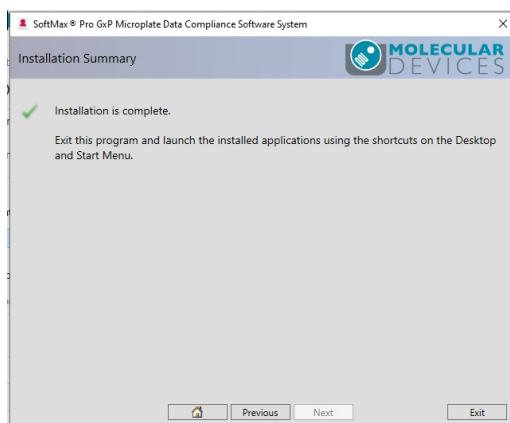 SoftMax® Pro GxP Microplate Data Compliance Software System
Installation Summary
MOLECULAR
DEVICES
Installation is complete.
Exit this program and launch the installed applications using the shortcuts on the Desktop
and Start Menu.
Previous
Next
Exit